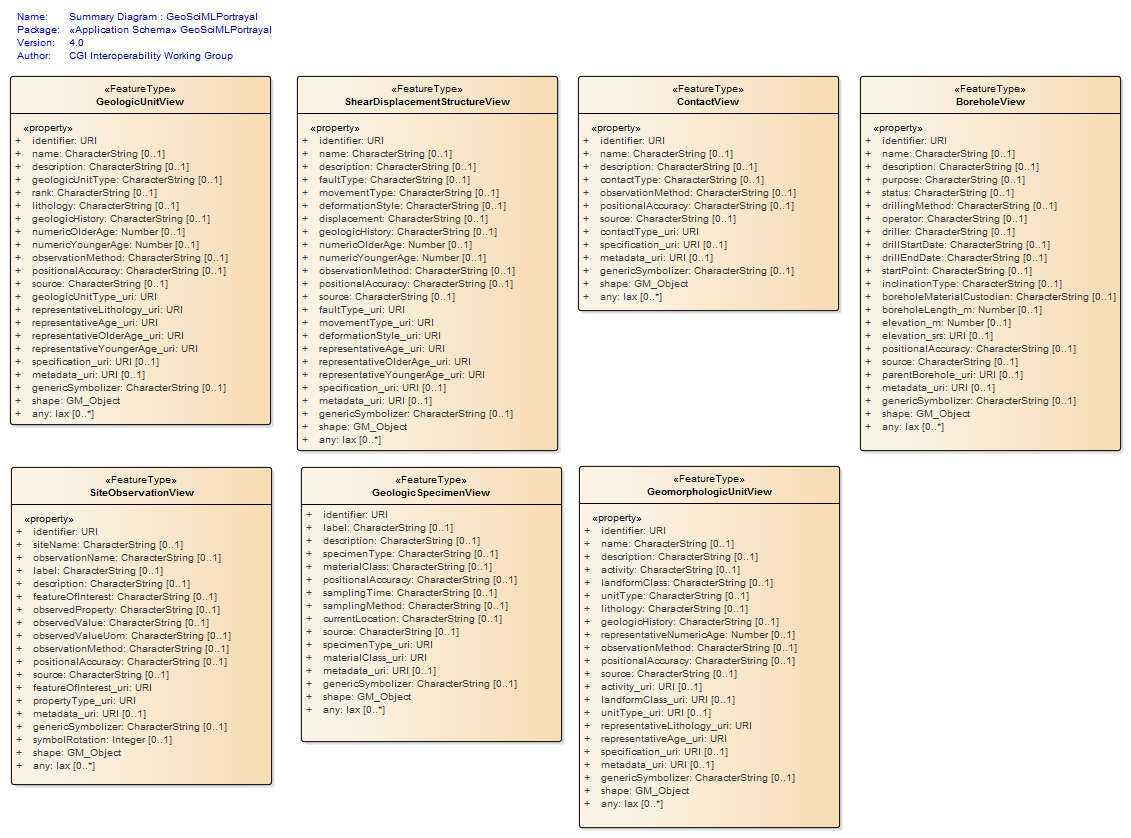 Name: Summary Diagram : GeoSciMLPortrayal
Package: «Application Schema» GeoSciMLPortrayal
Version: 4.0
Author: CGI Interoperability Working Group
«FeatureType»
GeologicUnitView
«property»
+ identifier: URI
+ name: CharacterString [0..1]
+ description: CharacterString [0..1]
+ geologicUnitType: CharacterString [0..1]
+ rank: CharacterString [0..1]
+ lithology: CharacterString [0..1]
+ geologicHistory: CharacterString [0..1]
+ numericOlderAge: Number [0..1]
+ numericYoungerAge: Number [0..1]
+ observationMethod: CharacterString [0..1]
+ positionalAccuracy: CharacterString [0..1]
+ source: CharacterString [0..1]
+ geologicUnitType_uri: URI
+ representativeLithology_uri: URI
+ representativeAge_uri: URI
+ representativeOlderAge_uri: URI
+ representativeYoungerAge_uri: URI
+ specification_uri: URI [0..1]
+ metadata_uri: URI [0..1]
+ genericSymbolizer: CharacterString [0..1]
+ shape: GM_Object
+ any: lax [0..*]
«FeatureType»
ShearDisplacementStructureView
«property»
+ identifier: URI
+ name: CharacterString [0..1]
+ description: CharacterString [0..1]
+ faultType: CharacterString [0..1]
+ movementType: CharacterString [0..1]
+ deformationStyle: CharacterString [0..1]
+ displacement: CharacterString [0..1]
+ geologicHistory: CharacterString [0..1]
+ numericOlderAge: Number [0..1]
+ numericYoungerAge: Number [0..1]
+ observationMethod: CharacterString [0..1]
+ positionalAccuracy: CharacterString [0..1]
+ source: CharacterString [0..1]
+ faultType_uri: URI
+ movementType_uri: URI
+ deformationStyle_uri: URI
+ representativeAge_uri: URI
+ representativeOlderAge_uri: URI
+ representativeYoungerAge_uri: URI
+ specification_uri: URI [0..1]
+ metadata_uri: URI [0..1]
+ genericSymbolizer: CharacterString [0..1]
+ shape: GM_Object
+ any: lax [0..*]
«FeatureType»
ContactView
«property»
+ identifier: URI
+ name: CharacterString [0..1]
+ description: CharacterString [0..1]
+ contactType: CharacterString [0..1]
+ observationMethod: CharacterString [0..1]
+ positionalAccuracy: CharacterString [0..1]
+ source: CharacterString [0..1]
+ contactType_uri: URI
+ specification_uri: URI [0..1]
+ metadata_uri: URI [0..1]
+ genericSymbolizer: CharacterString [0..1]
+ shape: GM_Object
+ any: lax [0..*]
«FeatureType»
BoreholeView
«property»
+ identifier: URI
+ name: CharacterString [0..1]
+ description: CharacterString [0..1]
+ purpose: CharacterString [0..1]
+ status: CharacterString [0..1]
+ drillingMethod: CharacterString [0..1]
+ operator: CharacterString [0..1]
+ driller: CharacterString [0..1]
+ drillStartDate: CharacterString [0..1]
+ drillEndDate: CharacterString [0..1]
+ startPoint: CharacterString [0..1]
+ inclinationType: CharacterString [0..1]
+ boreholeMaterialCustodian: CharacterString [0..1]
+ boreholeLength_m: Number [0..1]
+ elevation_m: Number [0..1]
+ elevation_srs: URI [0..1]
+ positionalAccuracy: CharacterString [0..1]
+ source: CharacterString [0..1]
+ parentBorehole_uri: URI [0..1]
+ metadata_uri: URI [0..1]
+ genericSymbolizer: CharacterString [0..1]
+ shape: GM_Object
+ any: lax [0..*]
«FeatureType»
SiteObservationView
«property»
+ identifier: URI
+ siteName: CharacterString [0..1]
+ observationName: CharacterString [0..1]
+ label: CharacterString [0..1]
+ description: CharacterString [0..1]
+ featureOfInterest: CharacterString [0..1]
+ observedProperty: CharacterString [0..1]
+ observedValue: CharacterString [0..1]
+ observedValueUom: CharacterString [0..1]
+ observationMethod: CharacterString [0..1]
+ positionalAccuracy: CharacterString [0..1]
+ source: CharacterString [0..1]
+ featureOfInterest_uri: URI
+ propertyType_uri: URI
+ metadata_uri: URI [0..1]
+ genericSymbolizer: CharacterString [0..1]
+ symbolRotation: Integer [0..1]
+ shape: GM_Object
+ any: lax [0..*]
«FeatureType»
GeologicSpecimenView
+ identifier: URI
+ label: CharacterString [0..1]
+ description: CharacterString [0..1]
+ specimenType: CharacterString [0..1]
+ materialClass: CharacterString [0..1]
+ positionalAccuracy: CharacterString [0..1]
+ samplingTime: CharacterString [0..1]
+ samplingMethod: CharacterString [0..1]
+ currentLocation: CharacterString [0..1]
+ source: CharacterString [0..1]
+ specimenType_uri: URI
+ materialClass_uri: URI
+ metadata_uri: URI [0..1]
+ genericSymbolizer: CharacterString [0..1]
+ shape: GM_Object
+ any: lax [0..*]
«FeatureType»
GeomorphologicUnitView
«property»
+ identifier: URI
+ name: CharacterString [0..1]
+ description: CharacterString [0..1]
+ activity: CharacterString [0..1]
+ landformClass: CharacterString [0..1]
+ unitType: CharacterString [0..1]
+ lithology: CharacterString [0..1]
+ geologicHistory: CharacterString [0..1]
+ representativeNumericAge: Number [0..1]
+ observationMethod: CharacterString [0..1]
+ positionalAccuracy: CharacterString [0..1]
+ source: CharacterString [0..1]
+ activity_uri: URI [0..1]
+ landformClass_uri: URI [0..1]
+ unitType_uri: URI [0..1]
+ representativeLithology_uri: URI
+ representativeAge_uri: URI
+ specification_uri: URI [0..1]
+ metadata_uri: URI [0..1]
+ genericSymbolizer: CharacterString [0..1]
+ shape: GM_Object
+ any: lax [0..*]